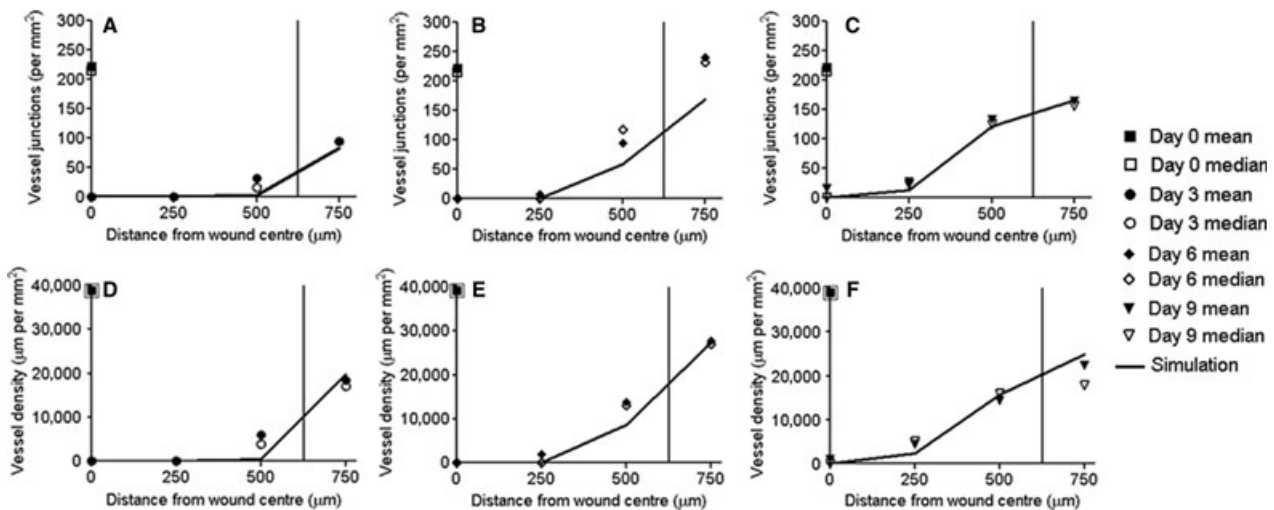 A
Vessel junctions (per mm²)
300
250
200
150
100
50
0
0 250 500 750
Distance from wound centre (μm)
B
Vessel junctions (per mm²)
300
250
200
150
100
50
0
0 250 500 750
Distance from wound centre (μm)
C
Vessel junctions (per mm²)
300
250
200
150
100
50
0
0 250 500 750
Distance from wound centre (μm)
D
Vessel density (μm per mm²)
40,000
30,000
20,000
10,000
0
0 250 500 750
Distance from wound centre (μm)
E
Vessel density (μm per mm²)
40,000
30,000
20,000
10,000
0
0 250 500 750
Distance from wound centre (μm)
F
Vessel density (μm per mm²)
40,000
30,000
20,000
10,000
0
0 250 500 750
Distance from wound centre (μm)
Day 0 mean
Day 0 median
Day 3 mean
Day 3 median
Day 6 mean
Day 6 median
Day 9 mean
Day 9 median
Simulation